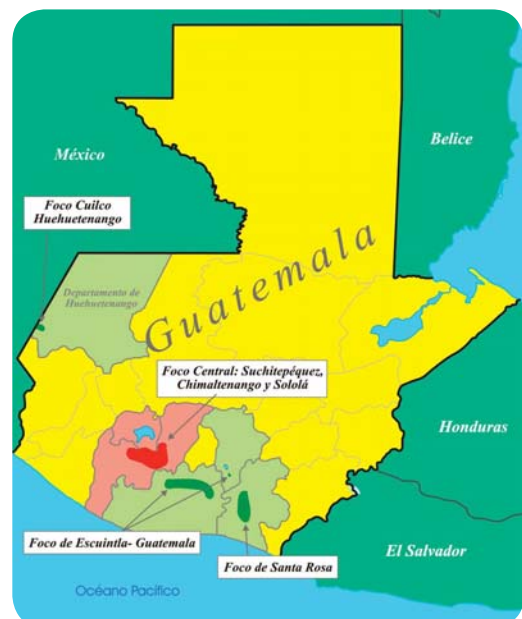 México
Belice
Foco Cuilco
Huehuetenango
Departamento de
Huehuetenango
Guatemala
Foco Central: Suchitepéquez,
Chimaltenango y Sololá
Honduras
Foco de Escuintla- Guatemala
Foco de Santa Rosa
El Salvador
Océano Pacífico